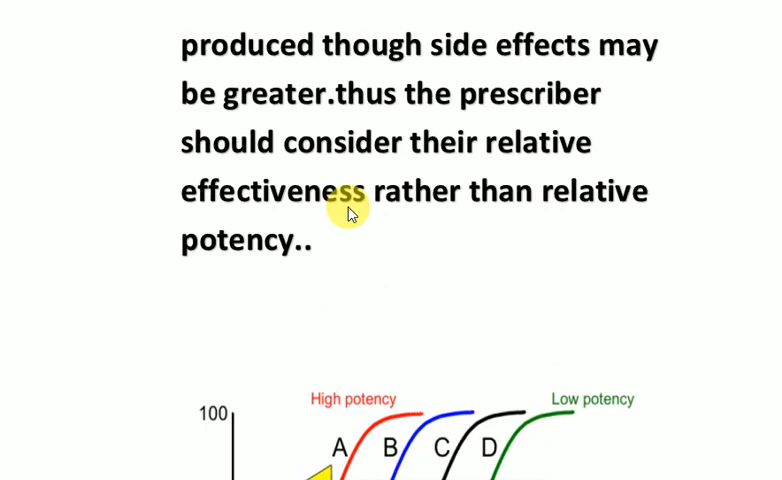 produced though side effects may
be greater.thus the prescriber
should consider their relative
effectiveness rather than relative
potency..
High potency
Low potency
100
A B C D